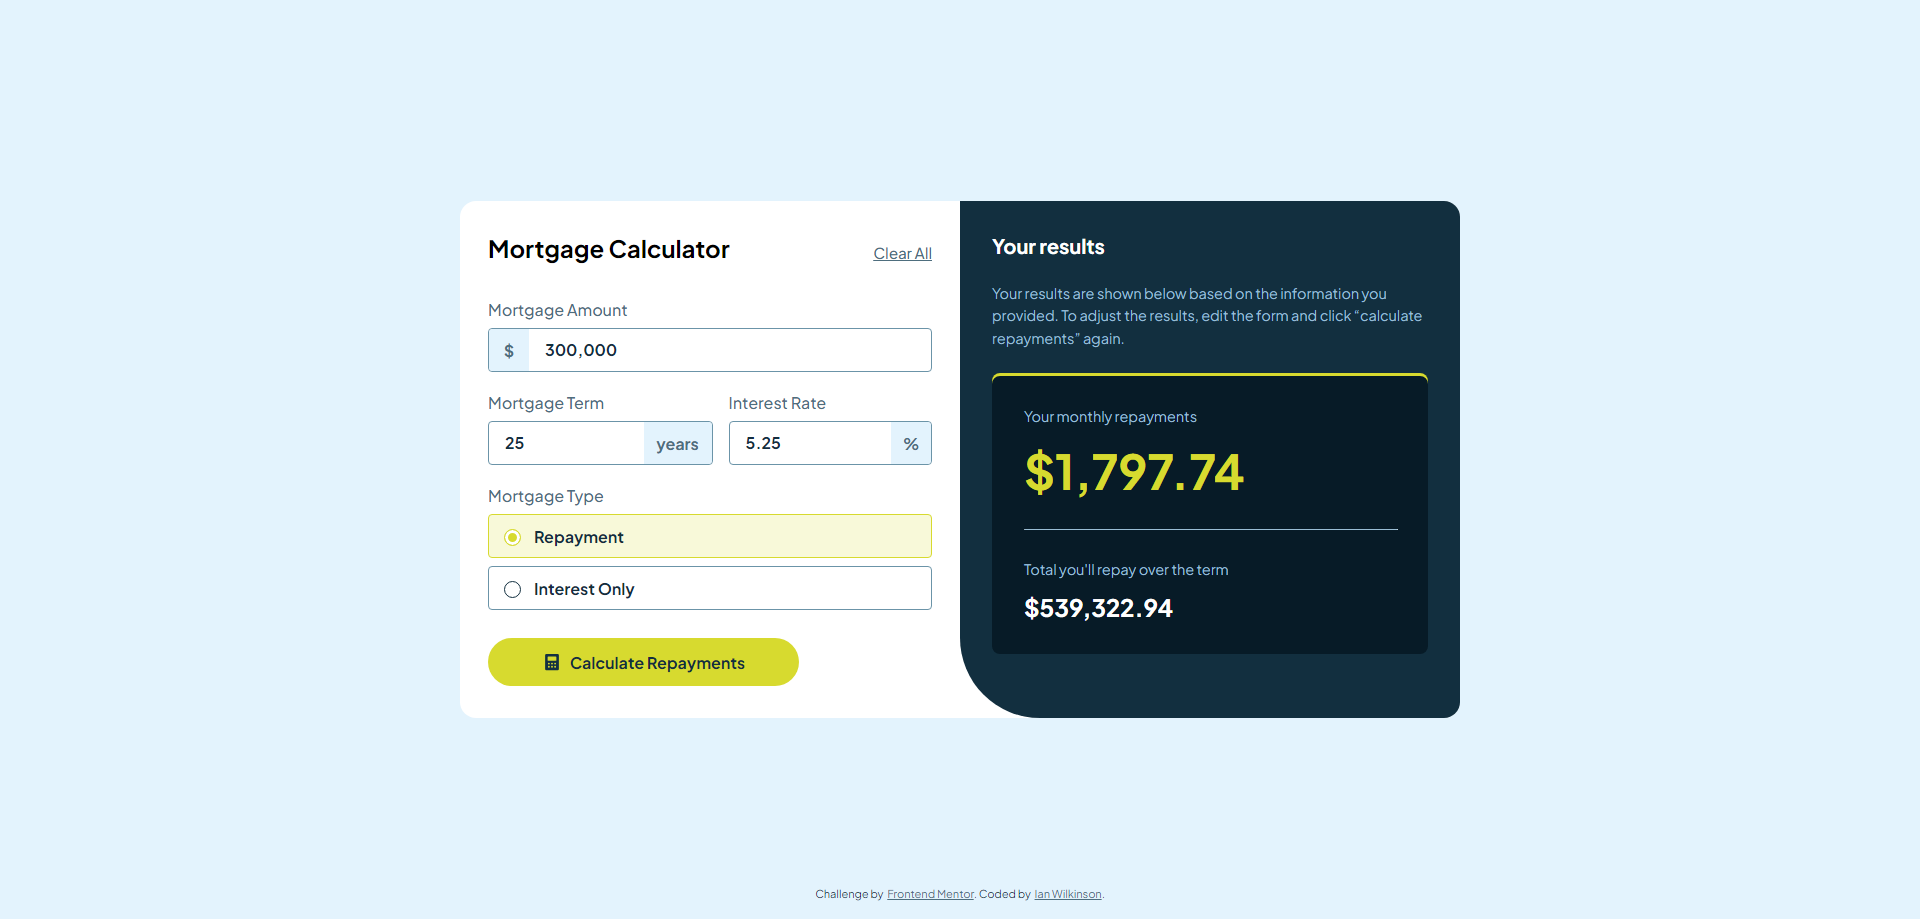 Mortgage Calculator
Clear All
Mortgage Amount
$ 300,000
Mortgage Term
Interest Rate
25 years
5.25 %
Mortgage Type
Repayment
Interest Only
Calculate Repayments
Your results
Your results are shown below based on the information you
provided. To adjust the results, edit the form and click “calculate
repayments” again.
Your monthly repayments
$1,797.74
Total you'll repay over the term
$539,322.94
Challenge by Frontend Mentor. Coded by Ian Wilkinson.